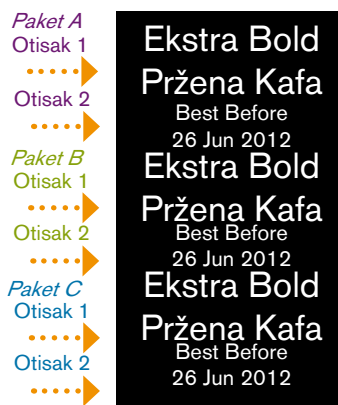 Paket A
Otisak 1
Ekstra Bold
Pržena Kafa
Otisak 2
Best Before
26 Jun 2012
Paket B
Otisak 1
Ekstra Bold
Pržena Kafa
Otisak 2
Best Before
26 Jun 2012
Paket C
Otisak 1
Ekstra Bold
Pržena Kafa
Otisak 2
Best Before
26 Jun 2012